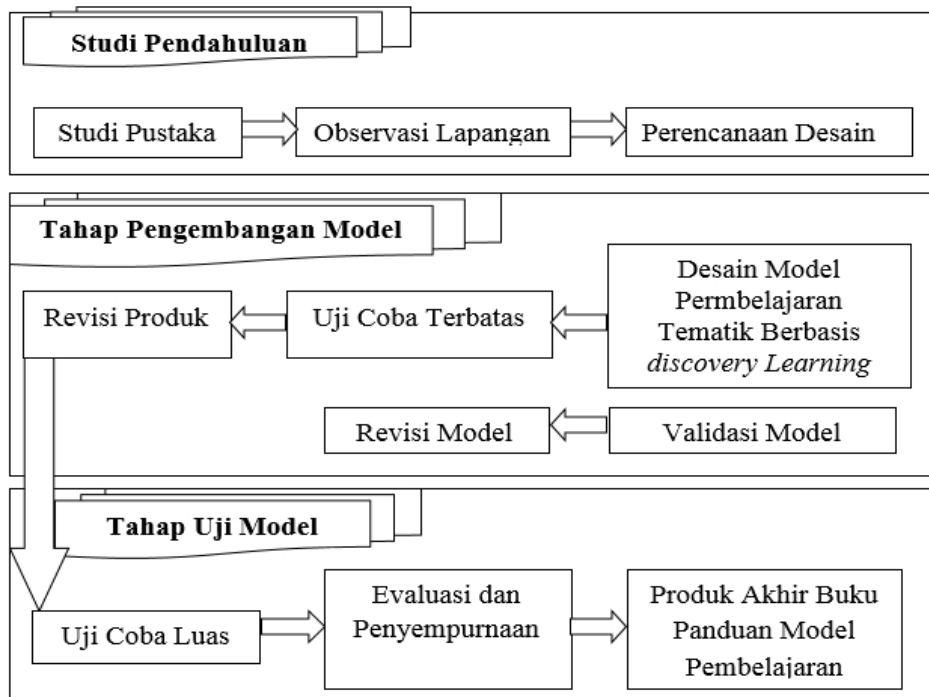 Studi Pendahuluan
Studi Pustaka
Observasi Lapangan
Perencanaan Desain
Tahap Pengembangan Model
Revisi Produk
Uji Coba Terbatas
Desain Model
Permbelajaran
Tematik Berbasis
discovery Learning
Revisi Model
Validasi Model
Tahap Uji Model
Uji Coba Luas
Evaluasi dan
Penyempurnaan
Produk Akhir Buku
Panduan Model
Pembelajaran